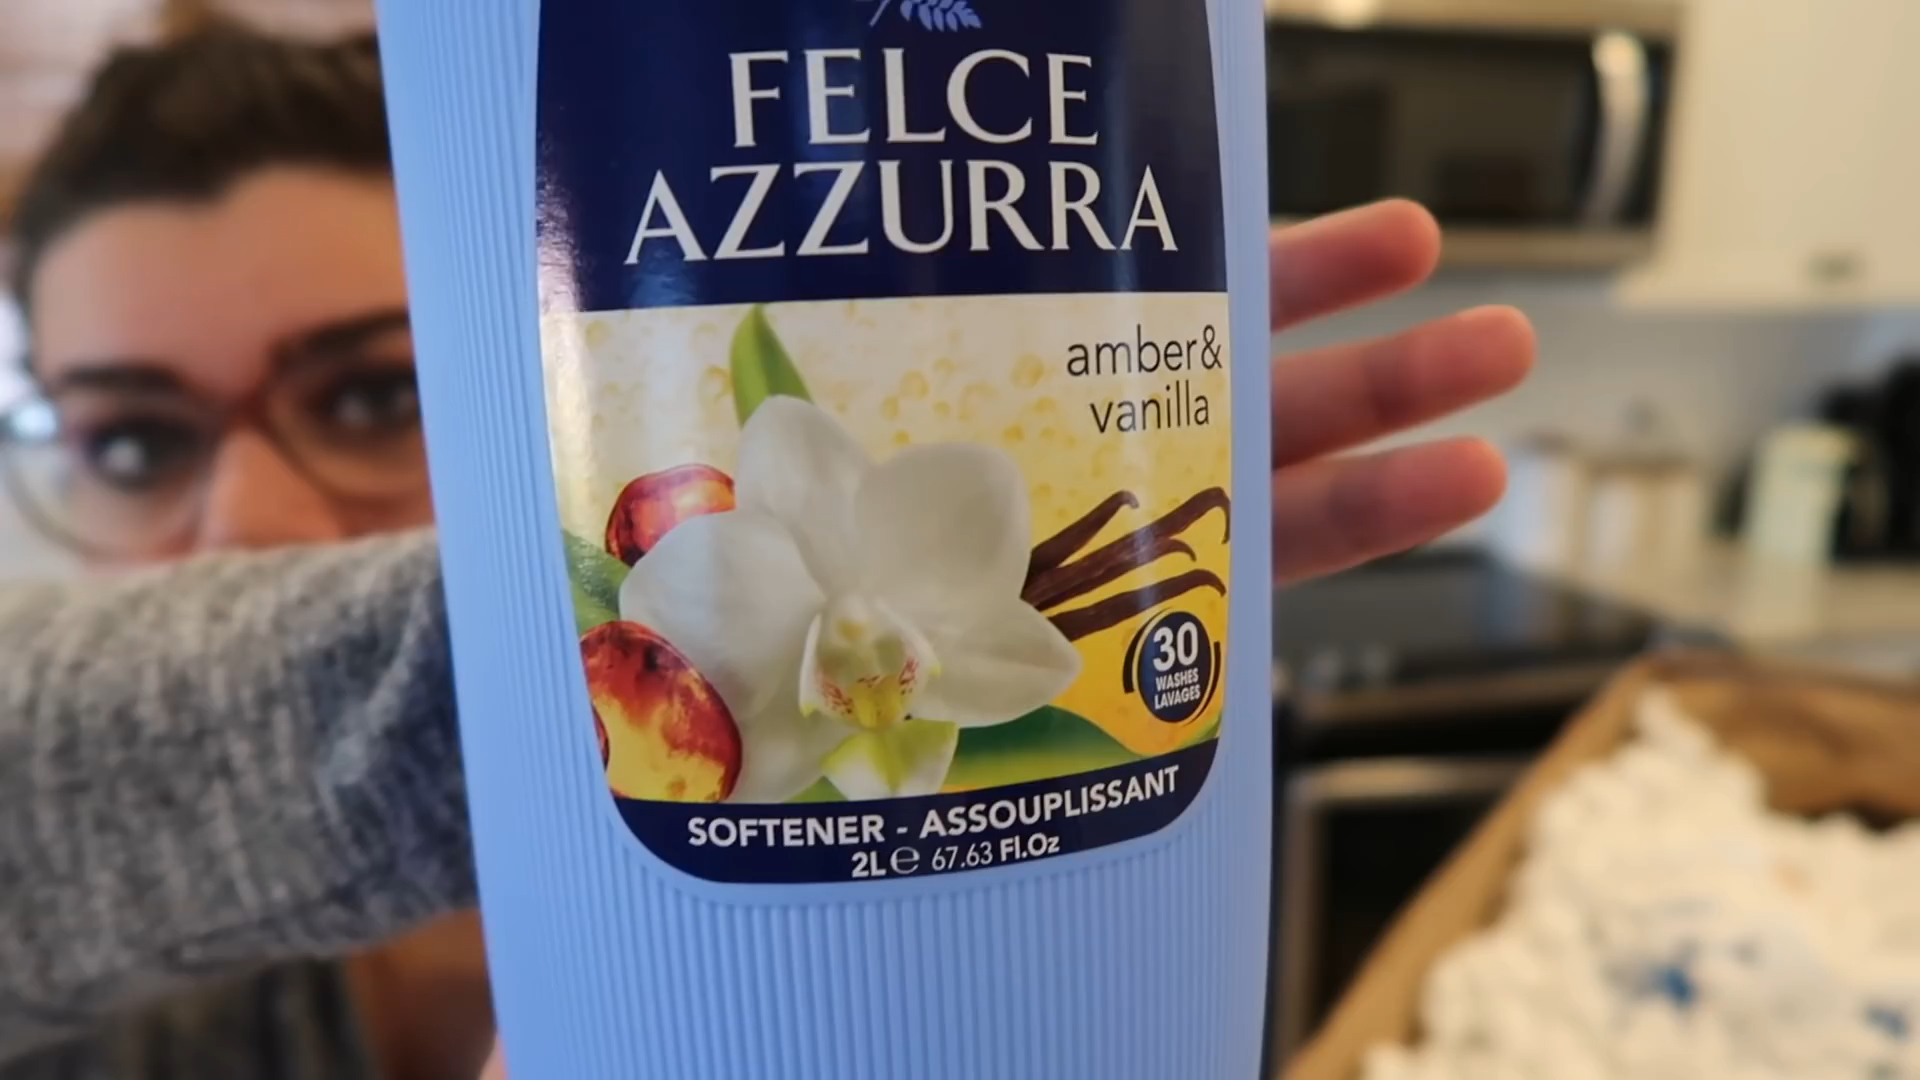 FELCE
AZZURRA
amber&
vanilla
30
WASHES
LAVAGES
SOFTENER - ASSOUPLISSANT
2L℮ 67.63 Fl.Oz